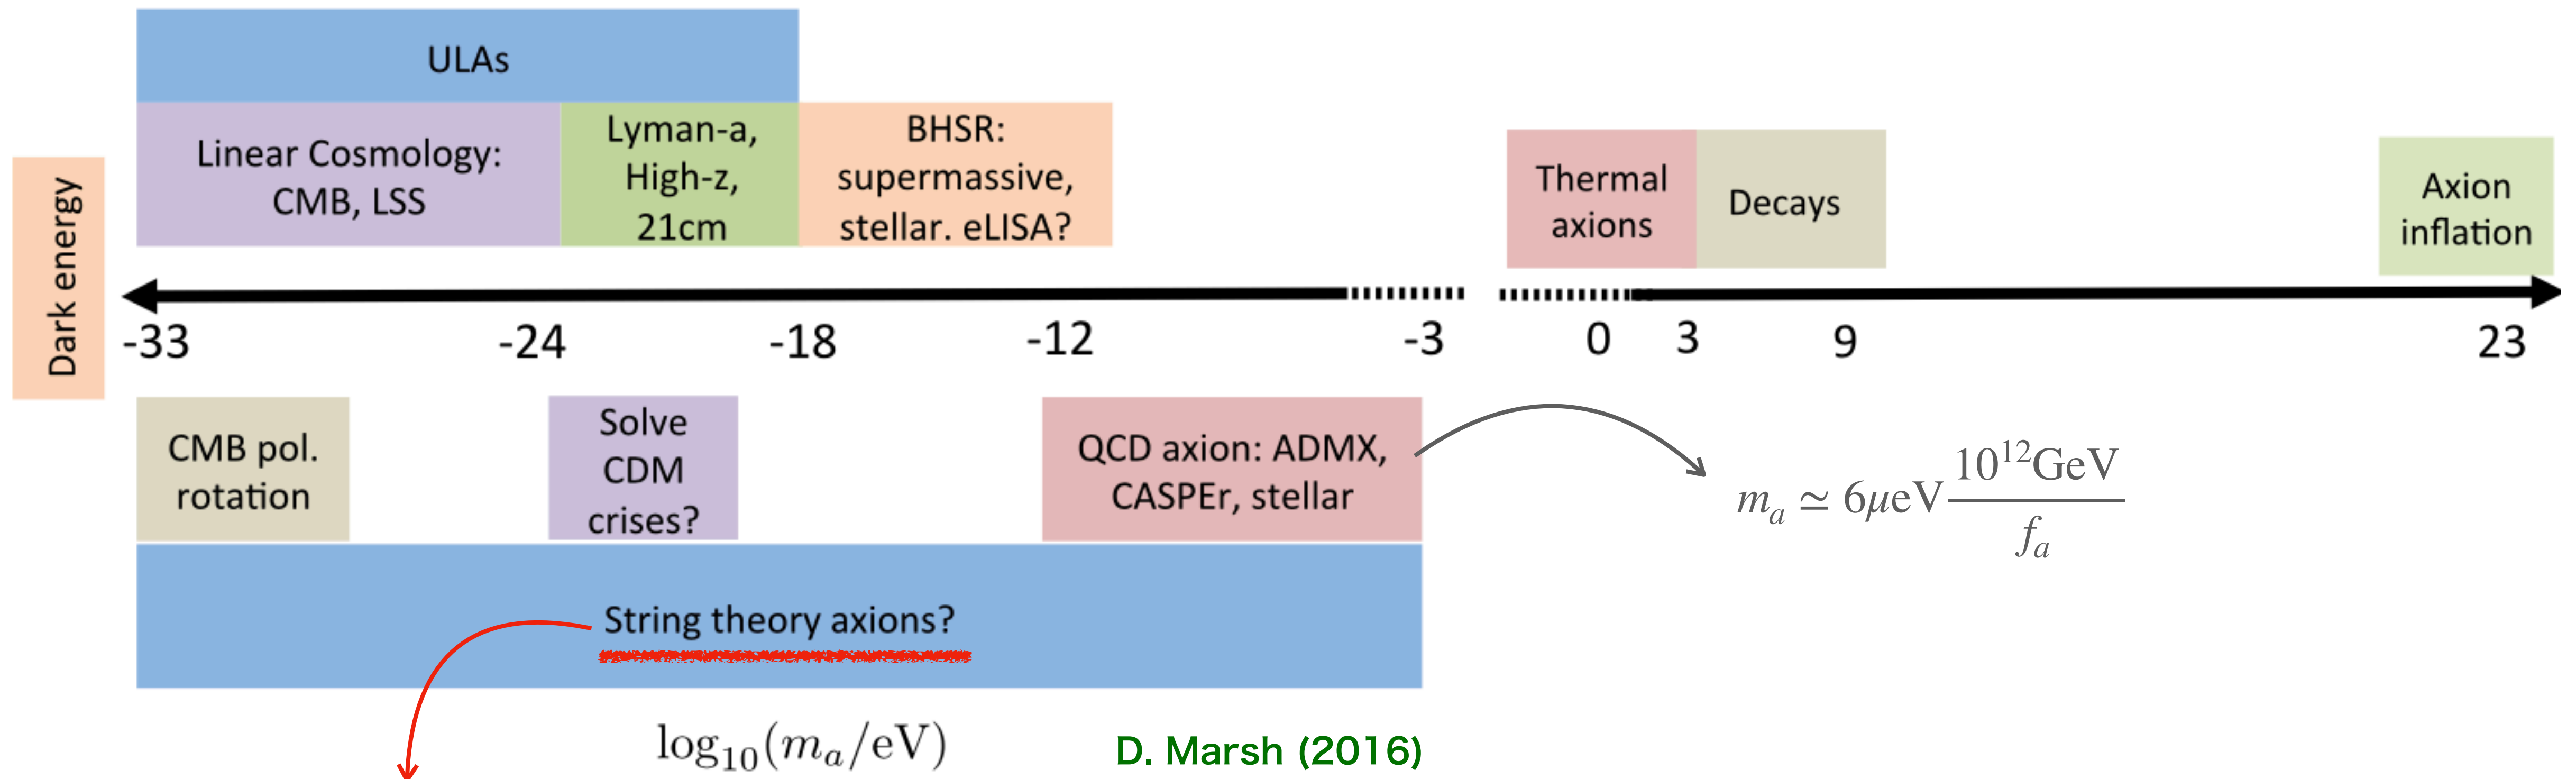 ULAs
Linear Cosmology:
CMB, LSS
Lyman-a,
High-z,
21cm
BHSR:
supermassive,
stellar. eLISA?
Thermal
axions
Decays
Axion
inflation
Dark energy
-33 -24 -18 -12 -3 0 3 9 23
CMB pol.
rotation
Solve
CDM
crises?
QCD axion: ADMX,
CASPEr, stellar
m_a ≃ 6μeV 10^12GeV / f_a
String theory axions?
log_10(m_a/eV)
D. Marsh (2016)